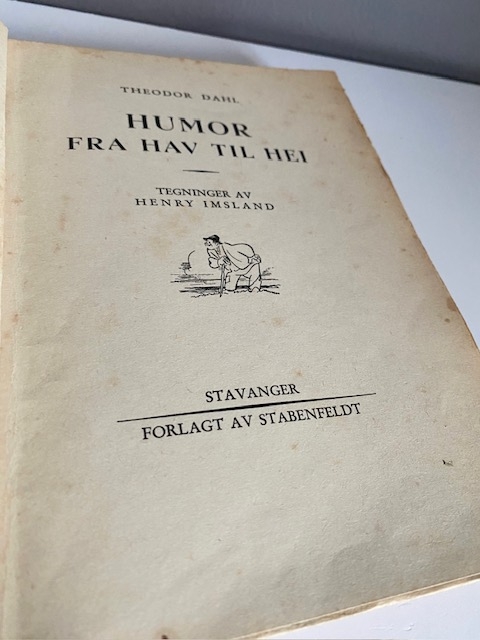 THEODOR DAHL
HUMOR
FRA HAV TIL HEI
TEGNINGER AV
HENRY IMSLAND
STAVANGER
FORLAGT AV STABENFELDT